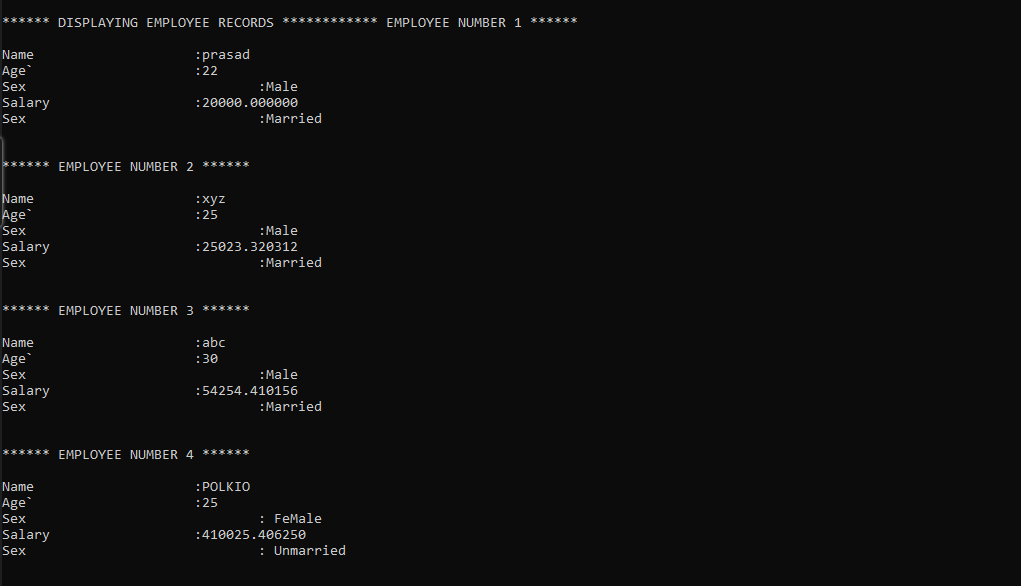 ****** DISPLAYING EMPLOYEE RECORDS ************ EMPLOYEE NUMBER 1 ******
Name :prasad
Age` :22
Sex :Male
Salary :20000.000000
Sex :Married
****** EMPLOYEE NUMBER 2 ******
Name :xyz
Age` :25
Sex :Male
Salary :25023.320312
Sex :Married
****** EMPLOYEE NUMBER 3 ******
Name :abc
Age` :30
Sex :Male
Salary :54254.410156
Sex :Married
****** EMPLOYEE NUMBER 4 ******
Name :POLKIO
Age` :25
Sex : FeMale
Salary :410025.406250
Sex : Unmarried